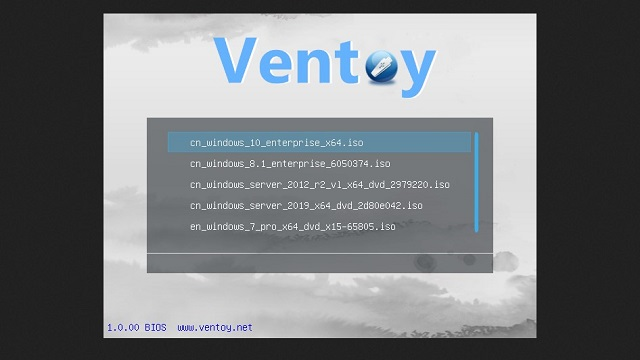 Ventoy
cn_windows_10_enterprise_x64.iso
cn_windows_8.1_enterprise_6050374.iso
cn_windows_server_2012_r2_vl_x64_dvd_2979220.iso
cn_windows_server_2019_x64_dvd_2d80e042.iso
en_windows_7_pro_x64_dvd_x15-65805.iso
1.0.00 BIOS www.ventoy.net